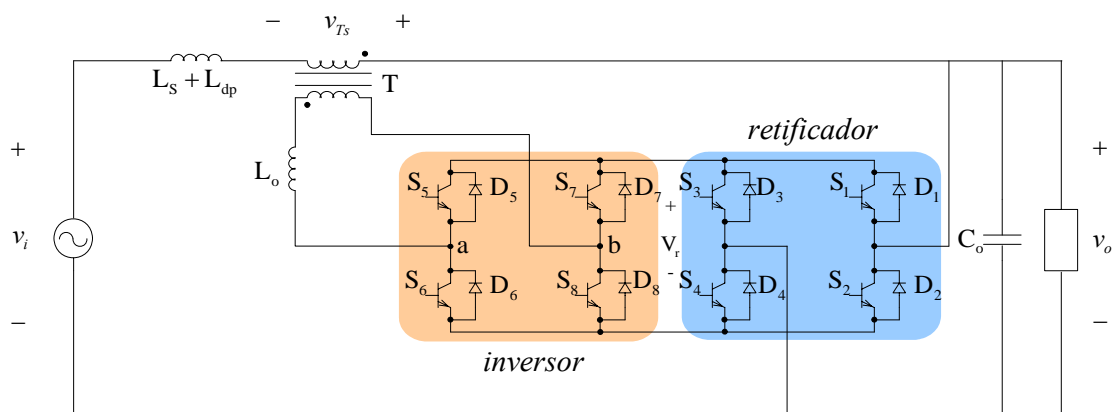 − v_Ts +
L_S + L_dp
T
retificador
L_o
S_5 D_5 S_7 D_7 S_3 D_3 S_1 D_1
+
+ v_i −
a b
V_r
-
C_o
+ v_o −
S_6 D_6 S_8 D_8 S_4 D_4 S_2 D_2
inversor